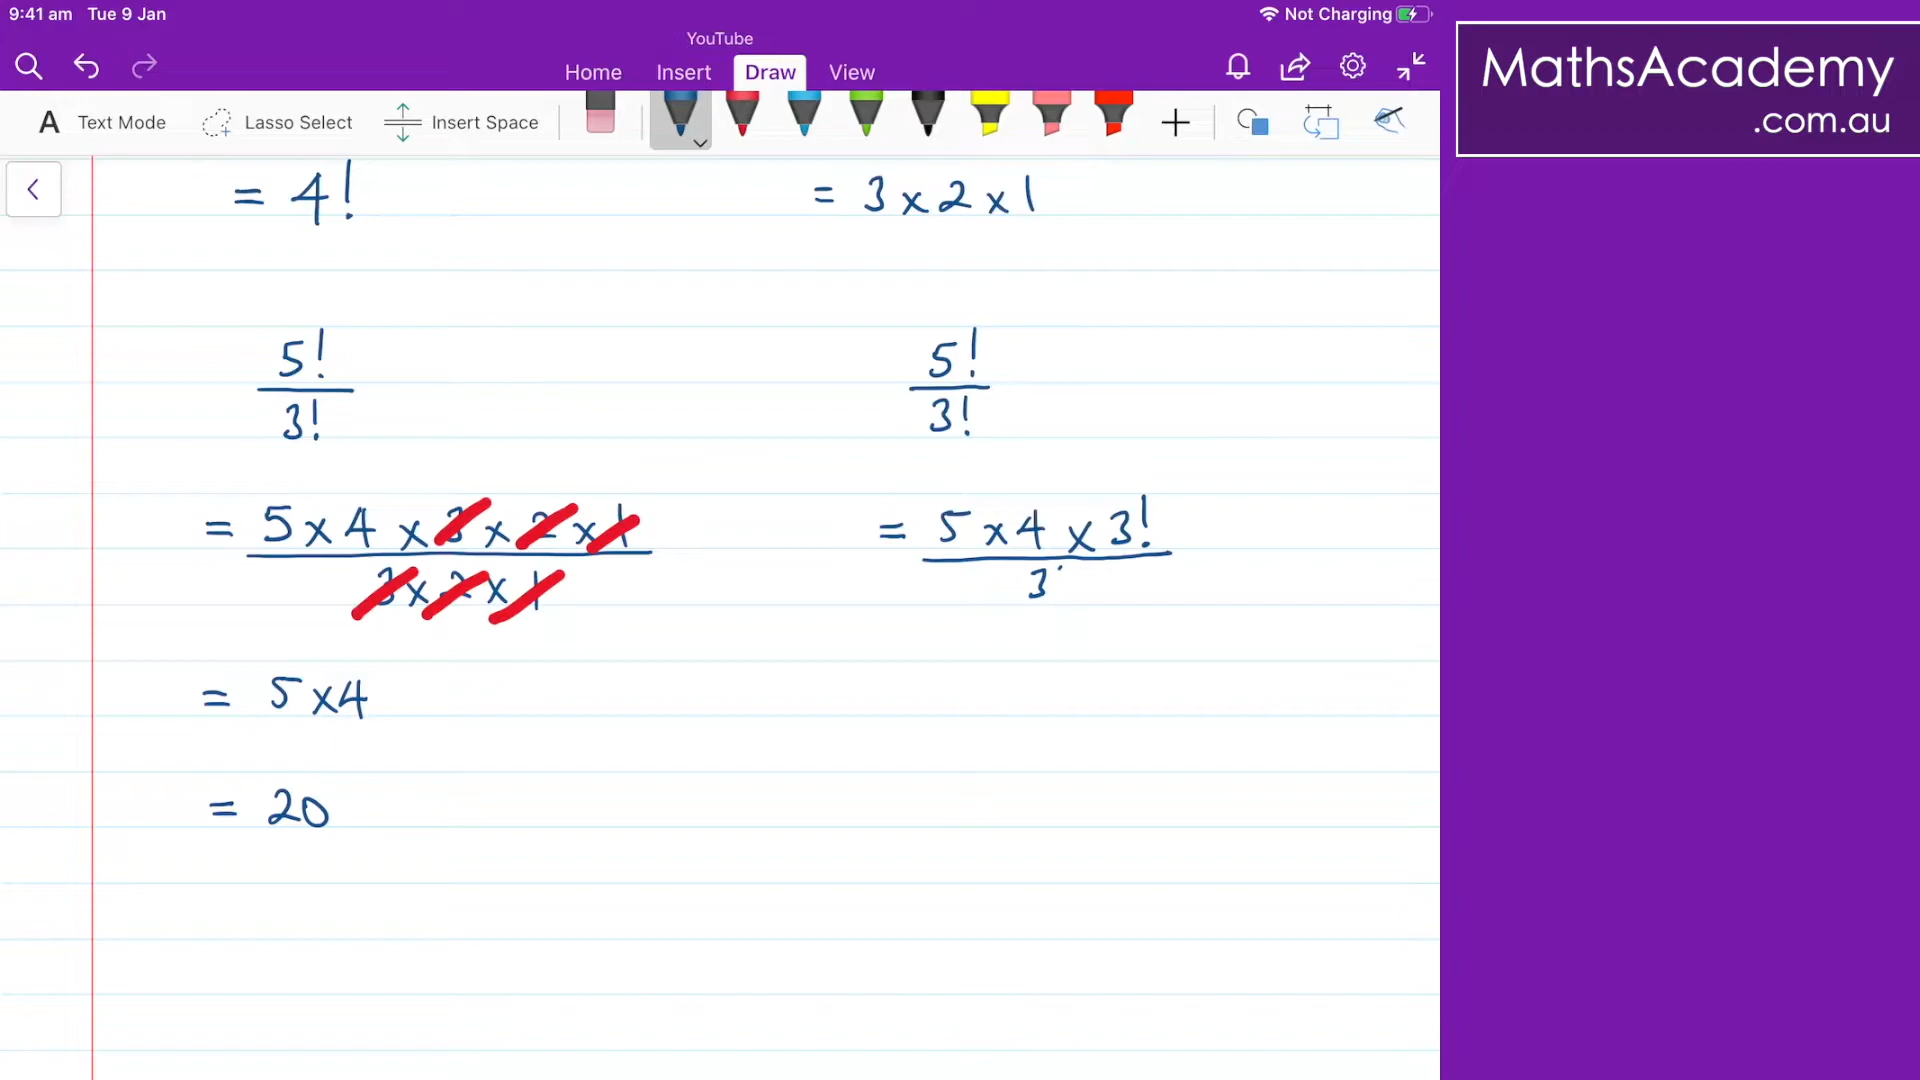 9:41 am Tue 9 Jan
Not Charging
YouTube
Home Insert Draw View
A Text Mode Lasso Select Insert Space
MathsAcademy
.com.au
= 4! = 3 x 2 x 1
5! 5!
3! 3!
= 5 x 4 x 3 x 2 x 1 = 5 x 4 x 3!
3 x 2 x 1 3
= 5 x 4
= 20